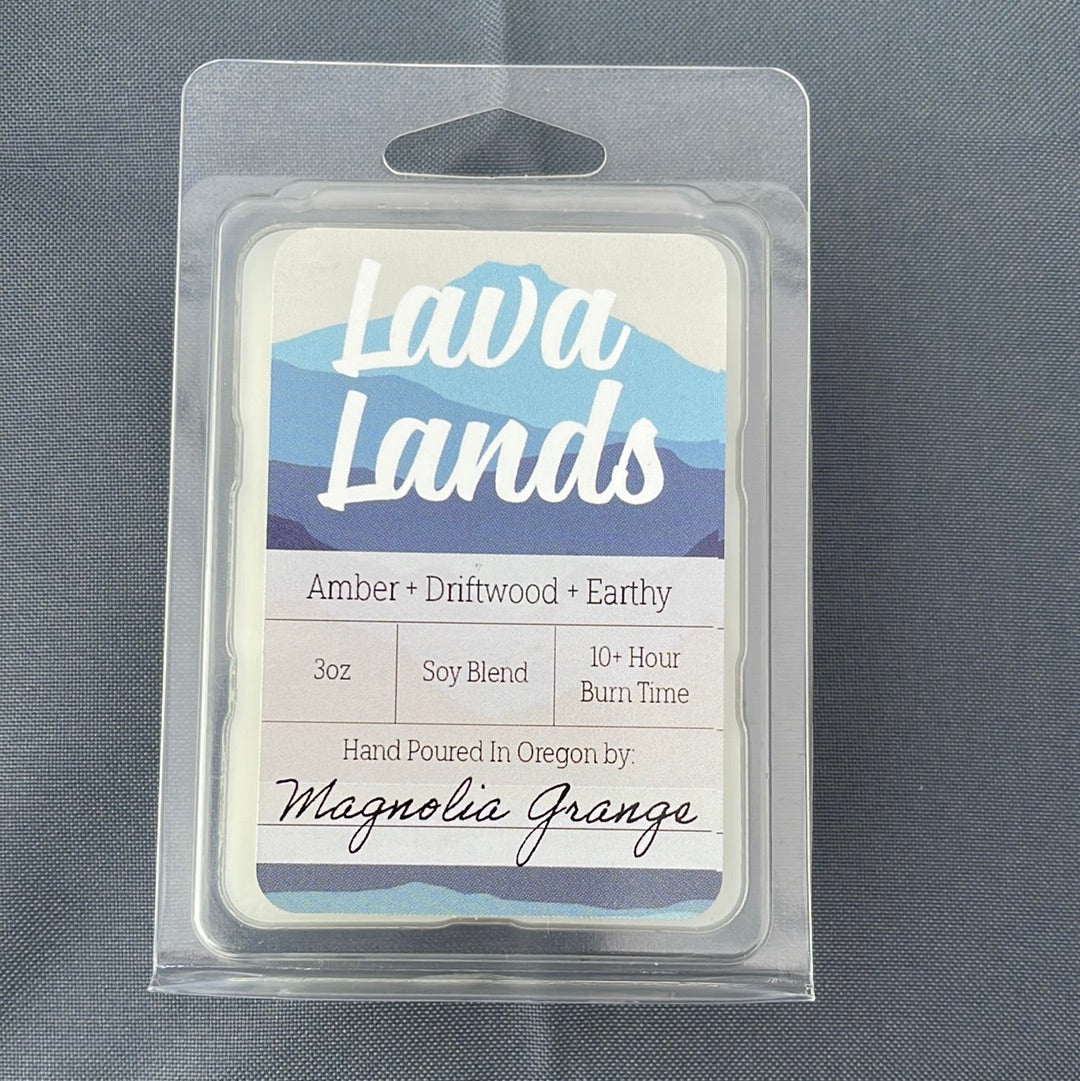 Lava
Lands
Amber + Driftwood + Earthy
3oz
Soy Blend
10+ Hour
Burn Time
Hand Poured In Oregon by:
Magnolia Grange